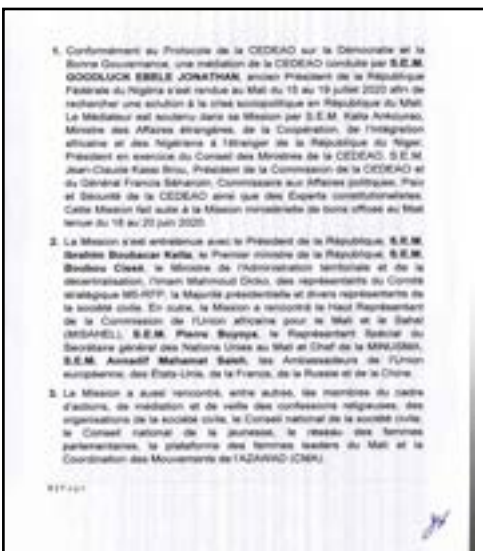 1. Conformément au Protocole de la CEDEAO sur la Démocratie et la
Bonne Gouvernance, une médiation de la CEDEAO conduite par S.E.M.
GOODLUCK EBELE JONATHAN, ancien Président de la République
Fédérale du Nigéria s'est rendue au Mali du 15 au 19 juillet 2020 afin de
rechercher une solution à la crise sociopolitique en République du Mali.
Le Médiateur est soutenu dans sa Mission par S.E.M. Kalla Ankourao,
Ministre des Affaires étrangères, de la Coopération, de l'Intégration
africaine et des Nigériens à l'étranger de la République du Niger,
Président en exercice du Conseil des Ministres de la CEDEAO, S.E.M.
Jean-Claude Kassi Brou, Président de la Commission de la CEDEAO et
du Général Francis Béhanzin, Commissaire aux Affaires politiques, Paix
et Sécurité de la CEDEAO ainsi que des Experts constitutionnalistes.
Cette Mission fait suite à la Mission ministérielle de bons offices au Mali
tenue du 18 au 20 juin 2020.
2. La Mission s'est entretenue avec le Président de la République, S.E.M.
Ibrahim Boubacar Keita, le Premier ministre de la République, S.E.M.
Boubou Cissé, le Ministre de l'Administration territoriale et de la
décentralisation, l'Imam Mahmoud Dicko, des représentants du Comité
stratégique M5-RFP, la Majorité présidentielle et divers représentants de
la société civile. En outre, la Mission a rencontré le Haut Représentant
de la Commission de l'Union africaine pour le Mali et le Sahel
(MISAHEL), S.E.M. Pierre Buyoya, le Représentant Spécial du
Secrétaire général des Nations Unies au Mali et Chef de la MINUSMA,
S.E.M. Annadif Mahamat Saleh, les Ambassadeurs de l'Union
européenne, des États-Unis, de la France, de la Russie et de la Chine.
3. La Mission a aussi rencontré, entre autres, les membres du cadre
d'actions, de médiation et de veille des confessions religieuses, des
organisations de la société civile, le Conseil national de la société civile,
le Conseil national de la jeunesse, le réseau des femmes
parlementaires, la plateforme des femmes leaders du Mali et la
Coordination des Mouvements de l'AZAWAD (CMA).